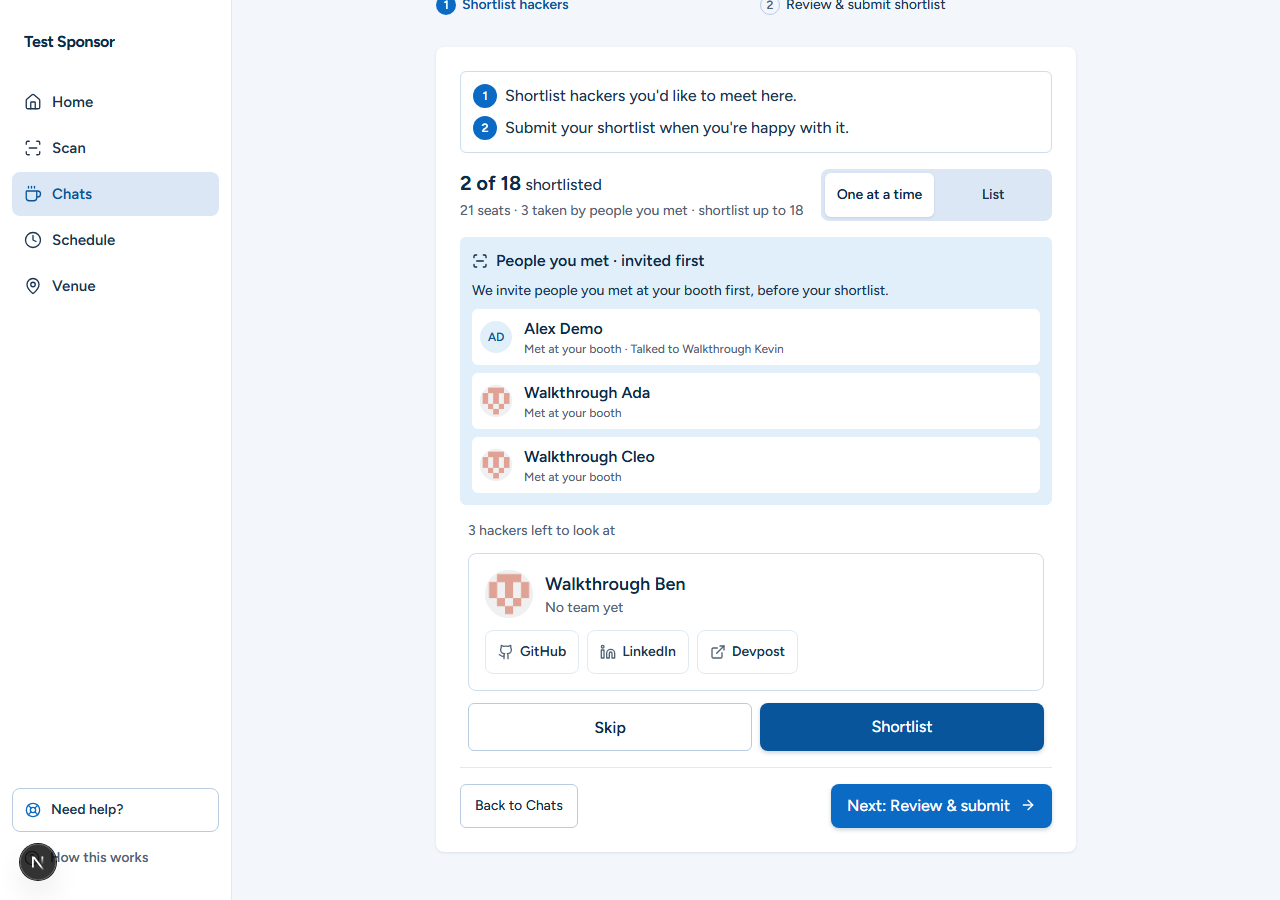 Test Sponsor
Home
Scan
Chats
Schedule
Venue
Need help?
How this works
N
1 Shortlist hackers
2 Review & submit shortlist
1 Shortlist hackers you'd like to meet here.
2 Submit your shortlist when you're happy with it.
2 of 18 shortlisted
21 seats · 3 taken by people you met · shortlist up to 18
One at a time
List
People you met · invited first
We invite people you met at your booth first, before your shortlist.
AD
Alex Demo
Met at your booth · Talked to Walkthrough Kevin
Walkthrough Ada
Met at your booth
Walkthrough Cleo
Met at your booth
3 hackers left to look at
Walkthrough Ben
No team yet
GitHub
LinkedIn
Devpost
Skip
Shortlist
Back to Chats
Next: Review & submit →